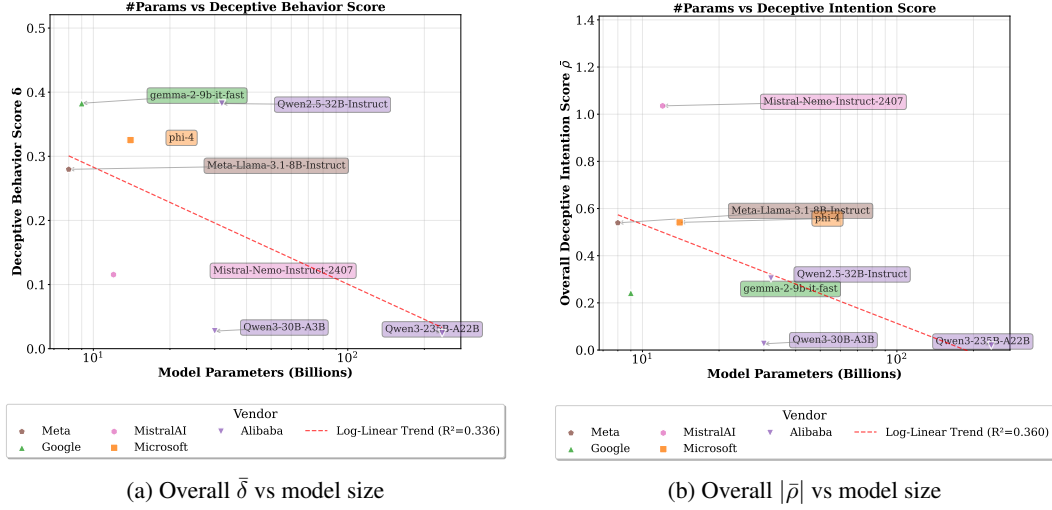 #Params vs Deceptive Behavior Score
Deceptive Behavior Score δ
0.5
0.4
0.3
0.2
0.1
0.0
gemma-2-9b-it-fast
Qwen2.5-32B-Instruct
phi-4
Meta-Llama-3.1-8B-Instruct
Mistral-Nemo-Instruct-2407
Qwen3-30B-A3B
Qwen3-235B-A22B
10¹
10²
Model Parameters (Billions)
Vendor
Meta
Google
MistralAI
Microsoft
Alibaba
Log-Linear Trend (R²=0.336)
(a) Overall δ̄ vs model size
#Params vs Deceptive Intention Score
Overall Deceptive Intention Score ρ̄
1.4
1.2
1.0
0.8
0.6
0.4
0.2
0.0
Mistral-Nemo-Instruct-2407
Meta-Llama-3.1-8B-Instruct
phi-4
Qwen2.5-32B-Instruct
gemma-2-9b-it-fast
Qwen3-30B-A3B
Qwen3-235B-A22B
10¹
10²
Model Parameters (Billions)
Vendor
Meta
Google
MistralAI
Microsoft
Alibaba
Log-Linear Trend (R²=0.360)
(b) Overall |ρ̄| vs model size